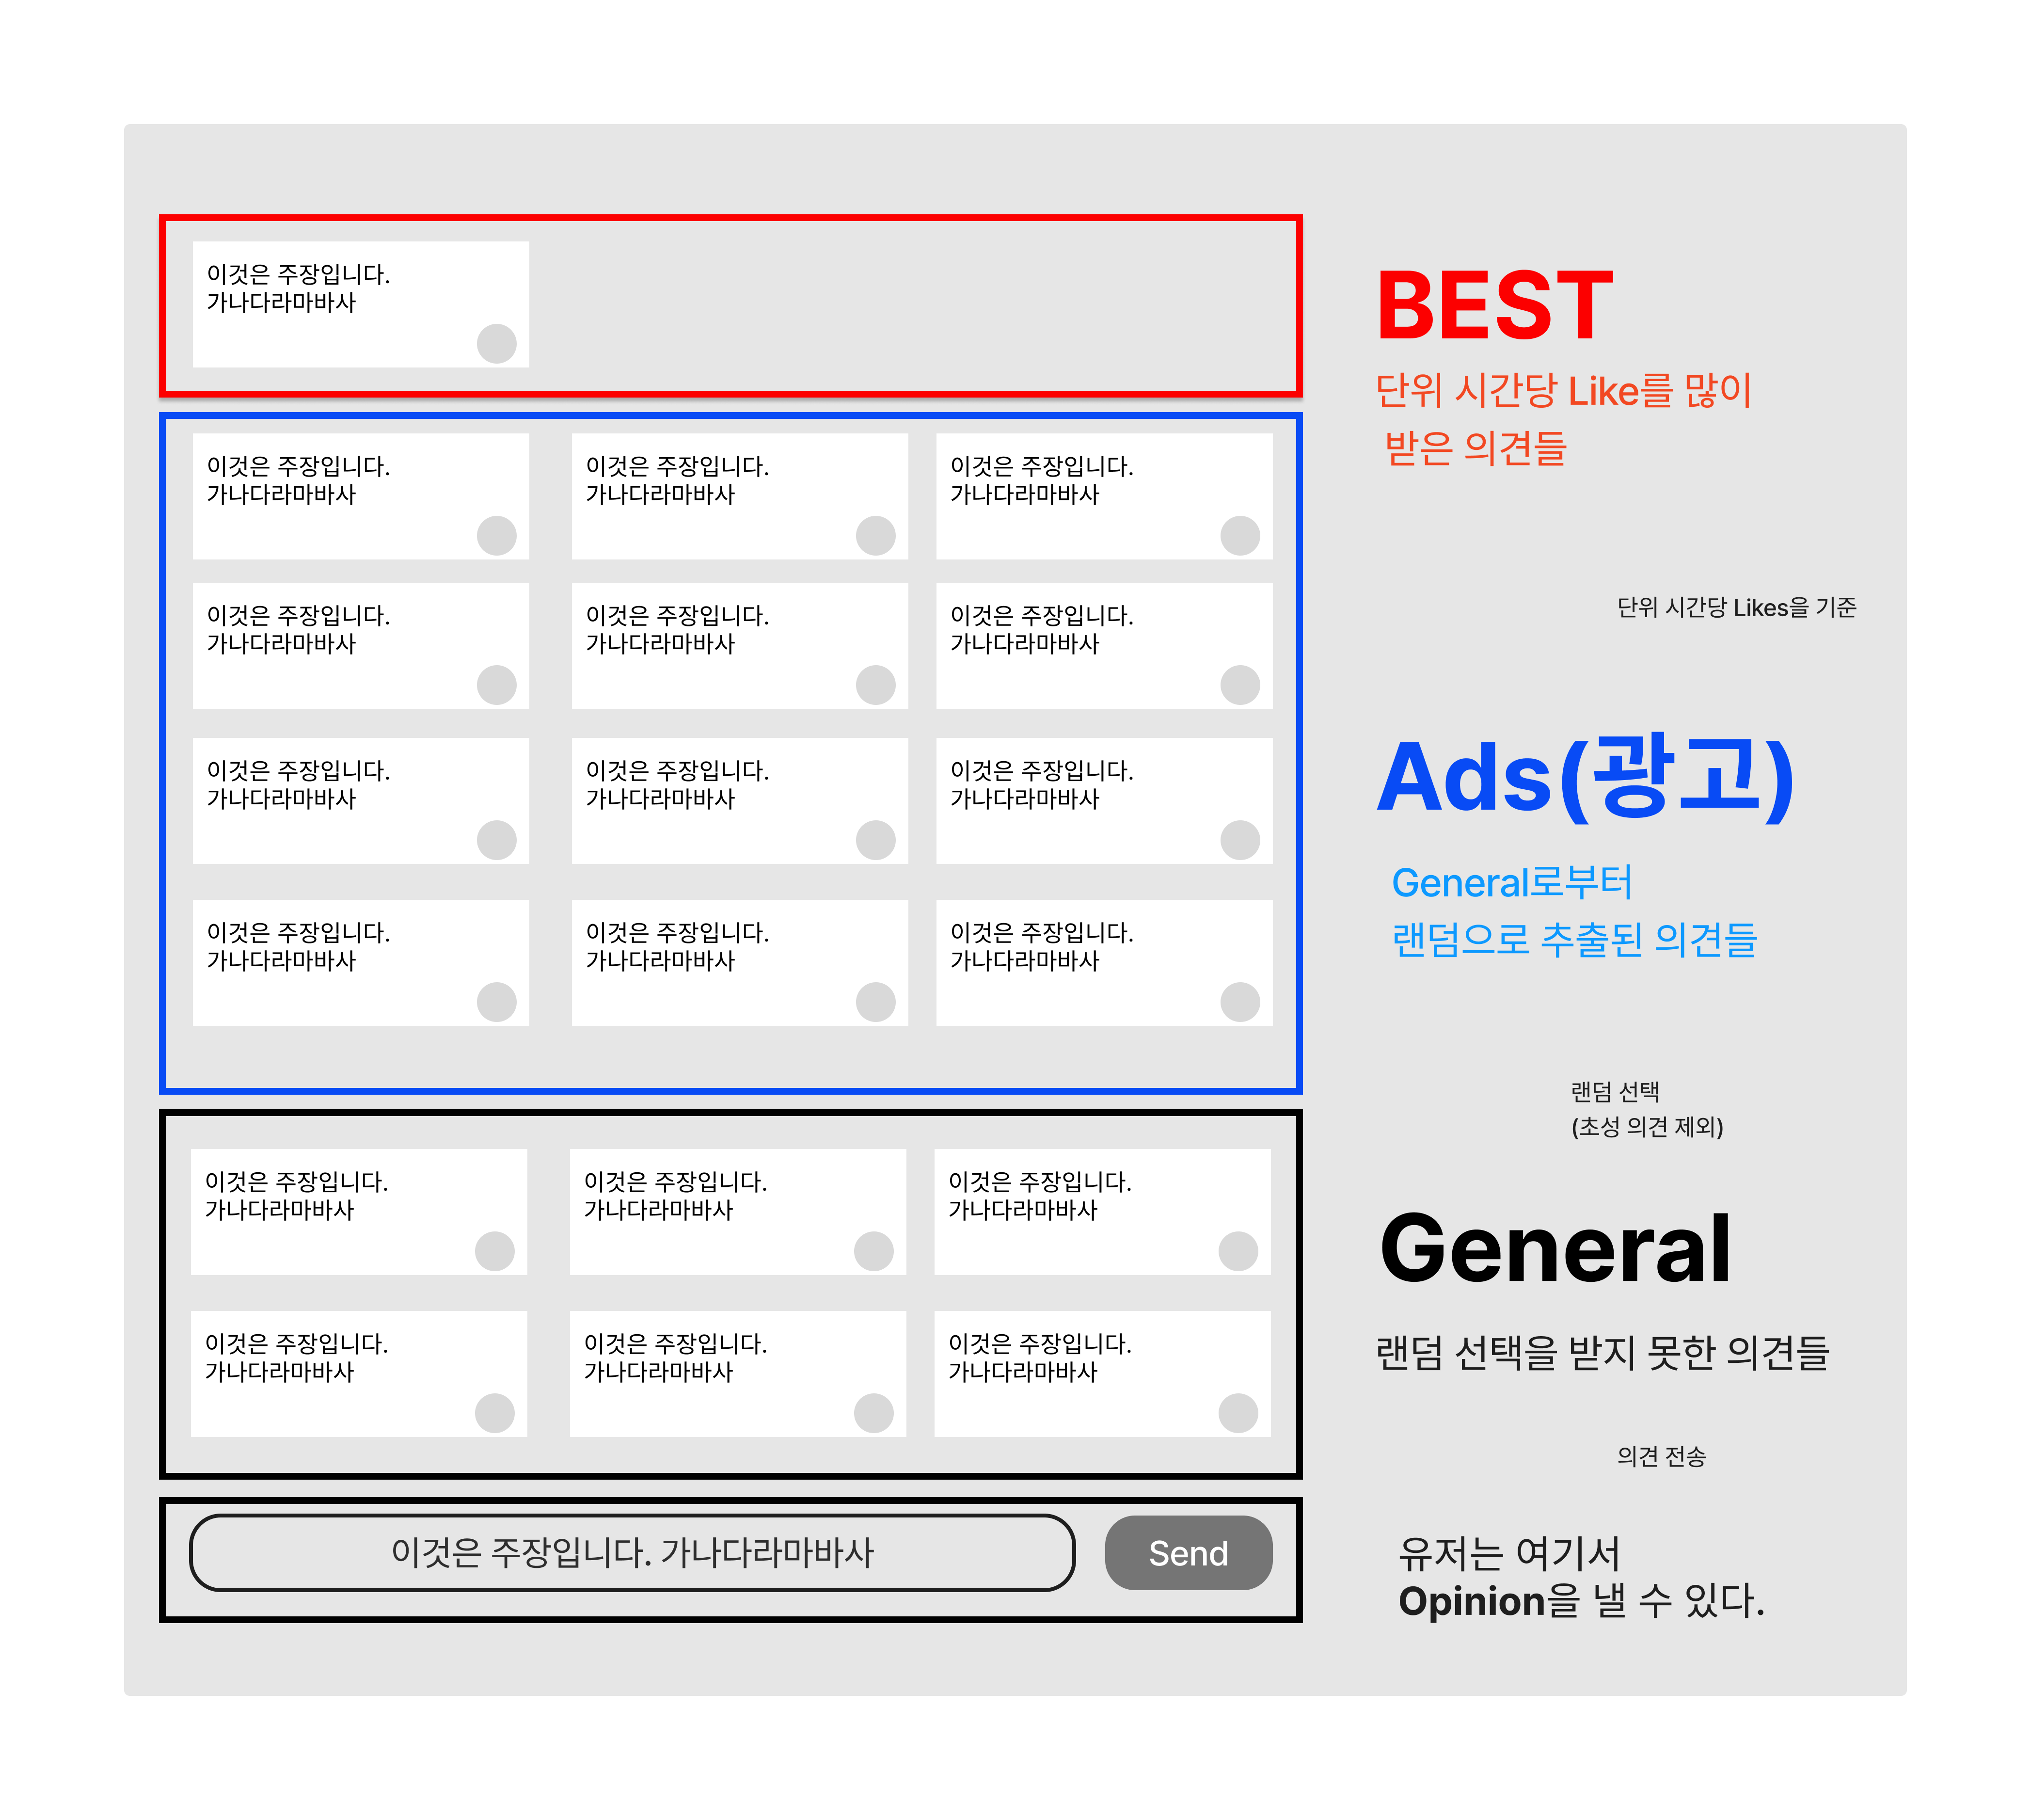 이것은 주장입니다.
가나다라마바사
BEST
단위 시간당 Like를 많이
받은 의견들
이것은 주장입니다.
가나다라마바사
이것은 주장입니다.
가나다라마바사
이것은 주장입니다.
가나다라마바사
이것은 주장입니다.
가나다라마바사
이것은 주장입니다.
가나다라마바사
이것은 주장입니다.
가나다라마바사
단위 시간당 Likes을 기준
이것은 주장입니다.
가나다라마바사
이것은 주장입니다.
가나다라마바사
이것은 주장입니다.
가나다라마바사
이것은 주장입니다.
가나다라마바사
이것은 주장입니다.
가나다라마바사
이것은 주장입니다.
가나다라마바사
Ads(광고)
General로부터
랜덤으로 추출된 의견들
랜덤 선택
(초성 의견 제외)
이것은 주장입니다.
가나다라마바사
이것은 주장입니다.
가나다라마바사
이것은 주장입니다.
가나다라마바사
이것은 주장입니다.
가나다라마바사
이것은 주장입니다.
가나다라마바사
이것은 주장입니다.
가나다라마바사
General
랜덤 선택을 받지 못한 의견들
의견 전송
이것은 주장입니다. 가나다라마바사
Send
유저는 여기서
Opinion을 낼 수 있다.